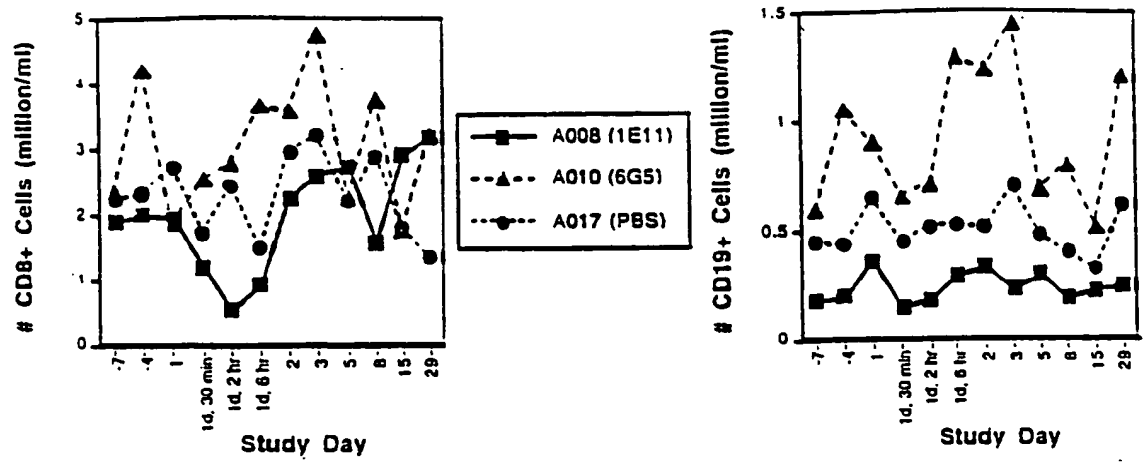 # CD8+ Cells (million/ml)
5
4
3
2
1
0
-7
-4
1
1d, 30 min
1d, 2 hr
1d, 6 hr
2
3
5
8
15
29
Study Day
A008 (1E11)
A010 (6G5)
A017 (PBS)
# CD19+ Cells (million/ml)
1.5
1
0.5
0
-7
-4
1
1d, 30 min
1d, 2 hr
1d, 6 hr
2
3
5
8
15
29
Study Day